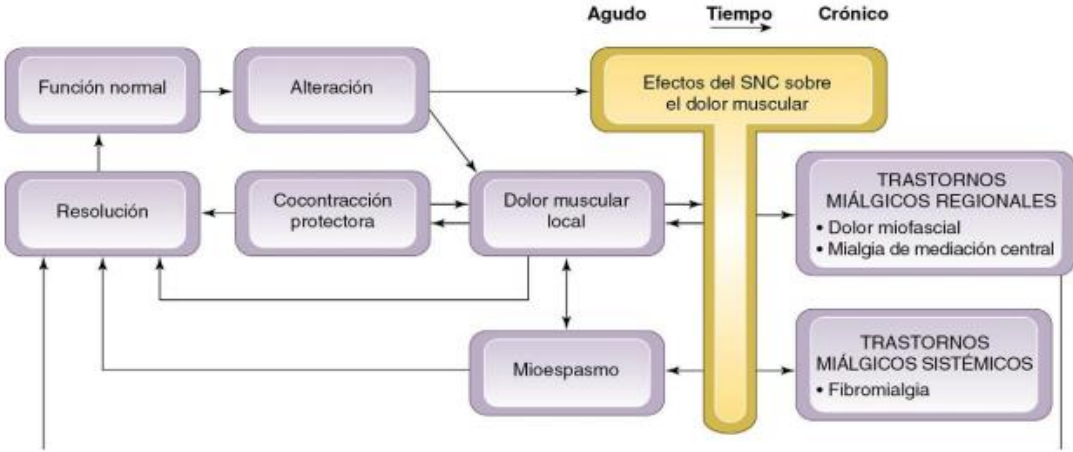 Agudo Tiempo Crónico
Función normal
Alteración
Efectos del SNC sobre
el dolor muscular
Resolución
Cocontracción
protectora
Dolor muscular
local
TRASTORNOS
MIÁLGICOS REGIONALES
• Dolor miofascial
• Mialgia de mediación central
Mioespasmo
TRASTORNOS
MIÁLGICOS SISTÉMICOS
• Fibromialgia